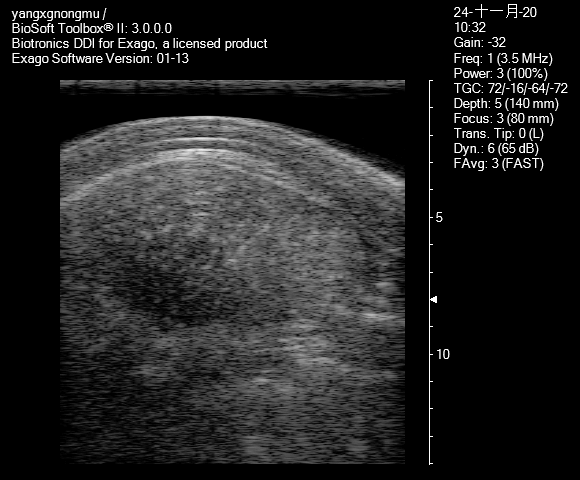 yangxgnongmu /
BioSoft Toolbox® II: 3.0.0.0
Biotronics DDI for Exago, a licensed product
Exago Software Version: 01-13
24-十一月-20
10:32
Gain: -32
Freq: 1 (3.5 MHz)
Power: 3 (100%)
TGC: 72/-16/-64/-72
Depth: 5 (140 mm)
Focus: 3 (80 mm)
Trans. Tip: 0 (L)
Dyn.: 6 (65 dB)
FAvg: 3 (FAST)
5
10